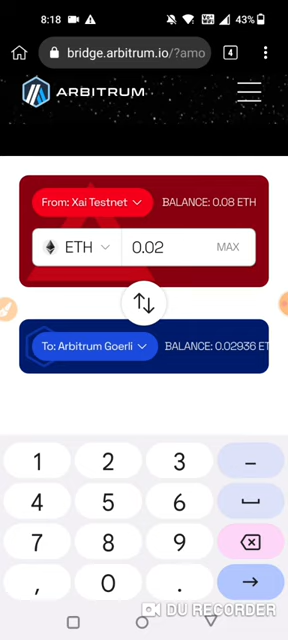 8:18
43%
bridge.arbitrum.io/?amo
4
ARBITRUM
From: Xai Testnet
BALANCE: 0.08 ETH
ETH
0.02
MAX
To: Arbitrum Goerli
BALANCE: 0.02936 ET
1 2 3 –
4 5 6
7 8 9
, 0 .
DU RECORDER